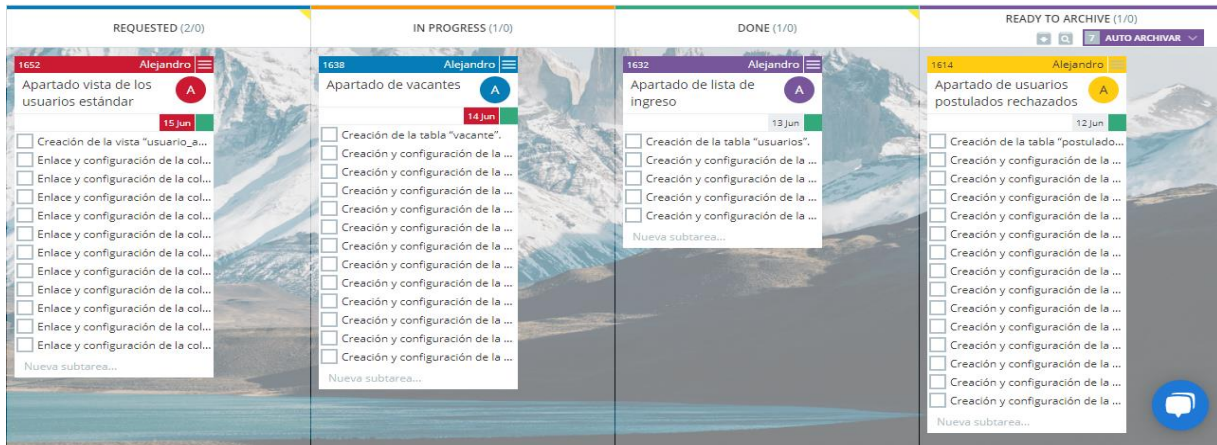 REQUESTED (2/0)
1652 Alejandro
Apartado vista de los
usuarios estándar
A
15 Jun
Creación de la vista "usuario_a...
Enlace y configuración de la col...
Enlace y configuración de la col...
Enlace y configuración de la col...
Enlace y configuración de la col...
Enlace y configuración de la col...
Enlace y configuración de la col...
Enlace y configuración de la col...
Enlace y configuración de la col...
Enlace y configuración de la col...
Enlace y configuración de la col...
Enlace y configuración de la col...
Nueva subtarea...
IN PROGRESS (1/0)
1638 Alejandro
Apartado de vacantes
A
14 Jun
Creación de la tabla "vacante".
Creación y configuración de la ...
Creación y configuración de la ...
Creación y configuración de la ...
Creación y configuración de la ...
Creación y configuración de la ...
Creación y configuración de la ...
Creación y configuración de la ...
Creación y configuración de la ...
Creación y configuración de la ...
Creación y configuración de la ...
Creación y configuración de la ...
Creación y configuración de la ...
Nueva subtarea...
DONE (1/0)
1632 Alejandro
Apartado de lista de
ingreso
A
13 Jun
Creación de la tabla "usuarios".
Creación y configuración de la ...
Creación y configuración de la ...
Creación y configuración de la ...
Creación y configuración de la ...
Nueva subtarea...
READY TO ARCHIVE (1/0)
7 AUTO ARCHIVAR
1614 Alejandro
Apartado de usuarios
postulados rechazados
A
12 Jun
Creación de la tabla "postulado...
Creación y configuración de la ...
Creación y configuración de la ...
Creación y configuración de la ...
Creación y configuración de la ...
Creación y configuración de la ...
Creación y configuración de la ...
Creación y configuración de la ...
Creación y configuración de la ...
Creación y configuración de la ...
Creación y configuración de la ...
Creación y configuración de la ...
Creación y configuración de la ...
Creación y configuración de la ...
Creación y configuración de la ...
Nueva subtarea...